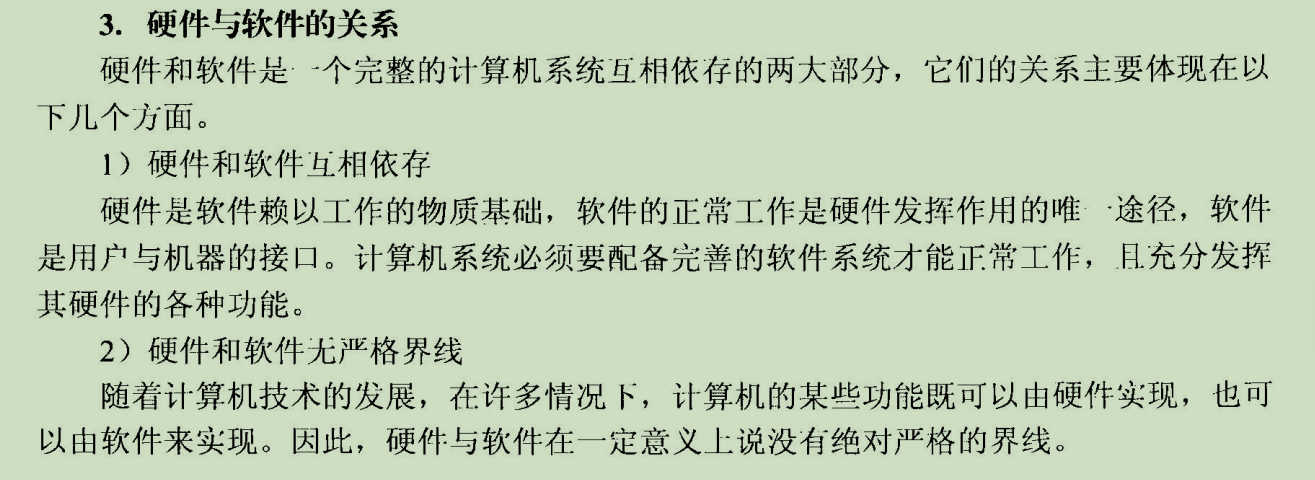 3. 硬件与软件的关系
硬件和软件是一个完整的计算机系统互相依存的两大部分，它们的关系主要体现在以
下几个方面。
1）硬件和软件互相依存
硬件是软件赖以工作的物质基础，软件的正常工作是硬件发挥作用的唯一途径，软件
是用户与机器的接口。计算机系统必须要配备完善的软件系统才能正常工作，且充分发挥
其硬件的各种功能。
2）硬件和软件无严格界线
随着计算机技术的发展，在许多情况下，计算机的某些功能既可以由硬件实现，也可
以由软件来实现。因此，硬件与软件在一定意义上说没有绝对严格的界线。